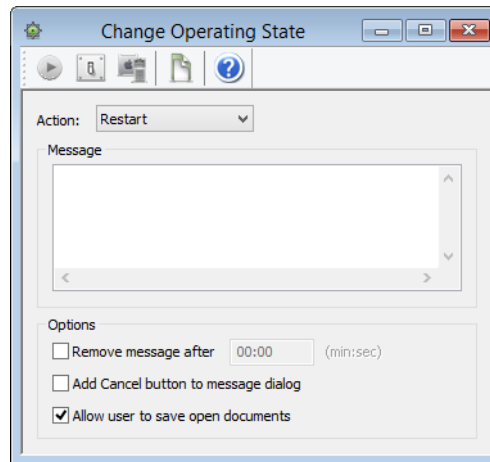 Change Operating State
Action: Restart
Message
Options
Remove message after 00:00 (min:sec)
Add Cancel button to message dialog
Allow user to save open documents